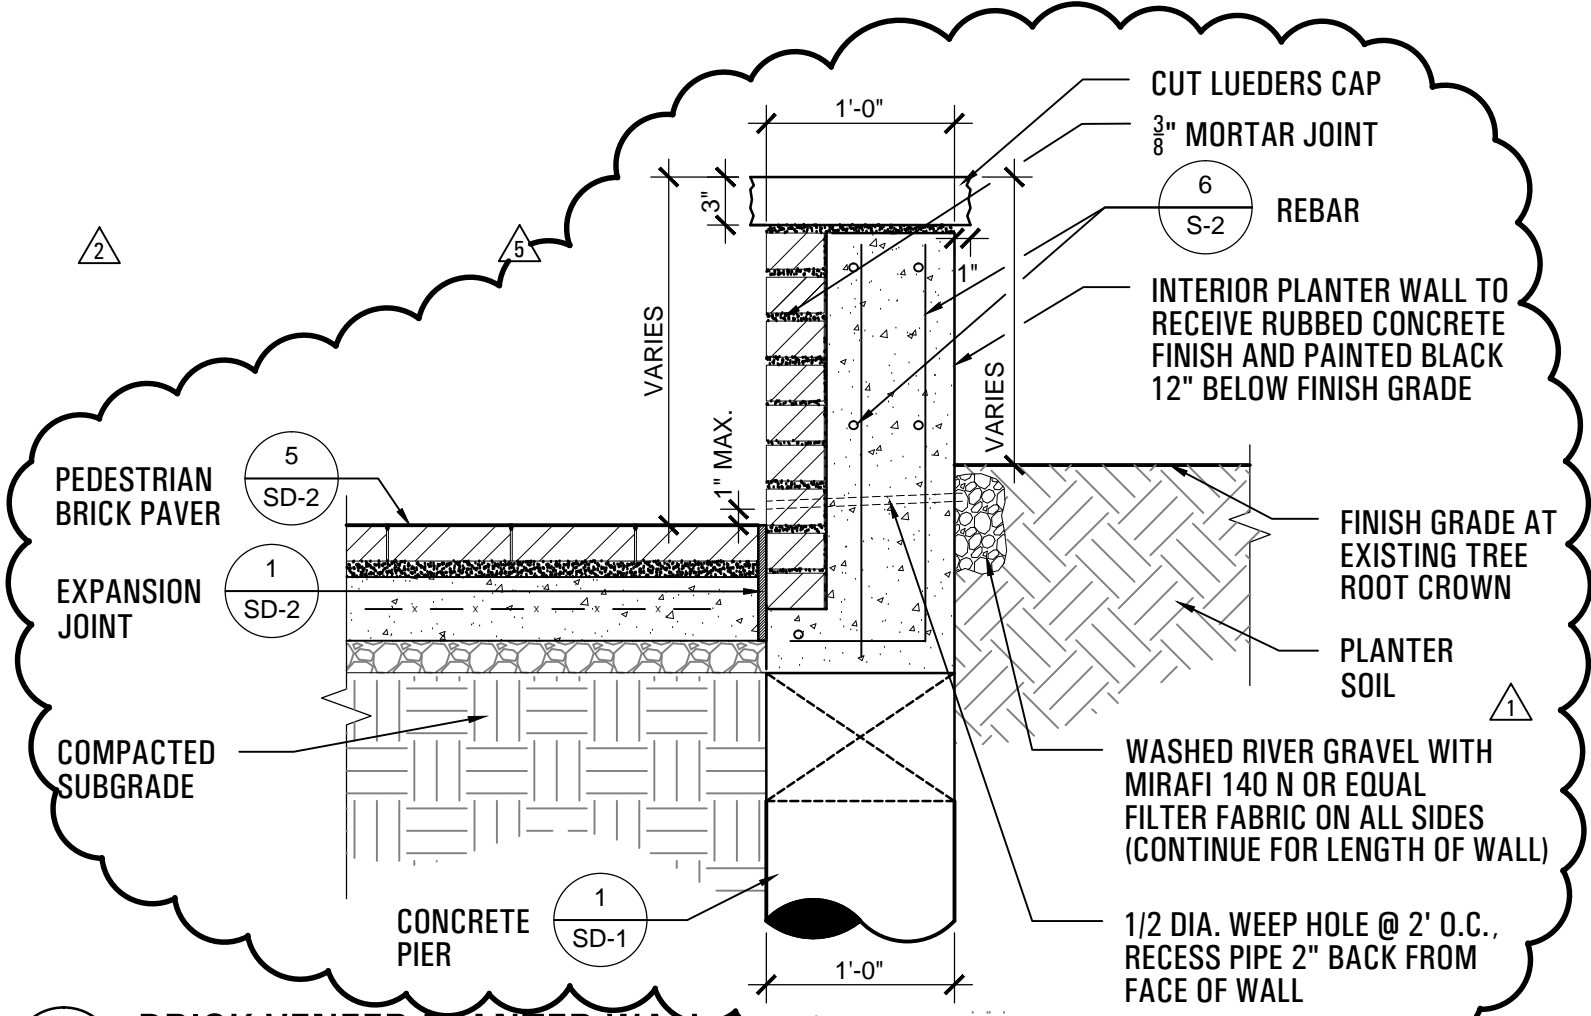 CUT LUEDERS CAP
1'-0"
3/8" MORTAR JOINT
6
S-2
REBAR
3"
2
5
1"
INTERIOR PLANTER WALL TO
RECEIVE RUBBED CONCRETE
FINISH AND PAINTED BLACK
12" BELOW FINISH GRADE
VARIES
VARIES
1" MAX.
PEDESTRIAN
BRICK PAVER
5
SD-2
FINISH GRADE AT
EXISTING TREE
ROOT CROWN
EXPANSION
JOINT
1
SD-2
x x x x
PLANTER
SOIL
1
COMPACTED
SUBGRADE
WASHED RIVER GRAVEL WITH
MIRAFI 140 N OR EQUAL
FILTER FABRIC ON ALL SIDES
(CONTINUE FOR LENGTH OF WALL)
CONCRETE
PIER
1
SD-1
1/2 DIA. WEEP HOLE @ 2' O.C.,
RECESS PIPE 2" BACK FROM
FACE OF WALL
1'-0"
BRICK VENEER PLANTER WALL